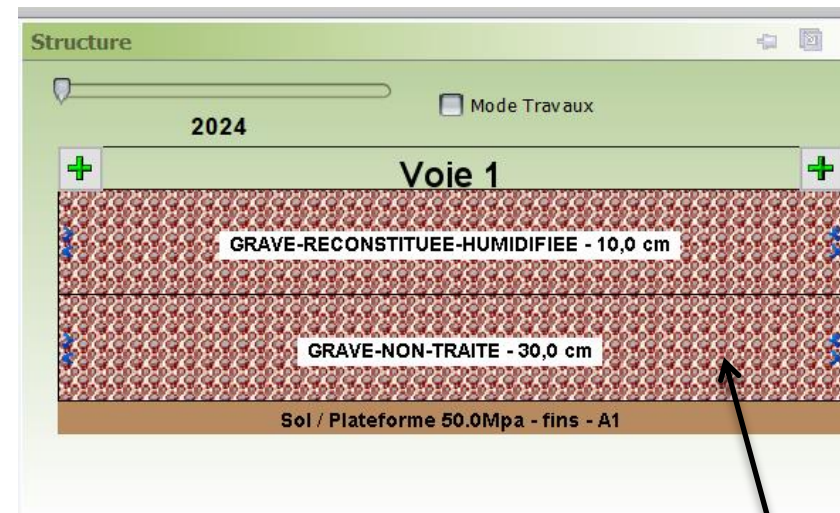 Structure
2024
Mode Travaux
Voie 1
GRAVE-RECONSTITUEE-HUMIDIFIEE - 10,0 cm
GRAVE-NON-TRAITE - 30,0 cm
Sol / Plateforme 50.0Mpa - fins - A1